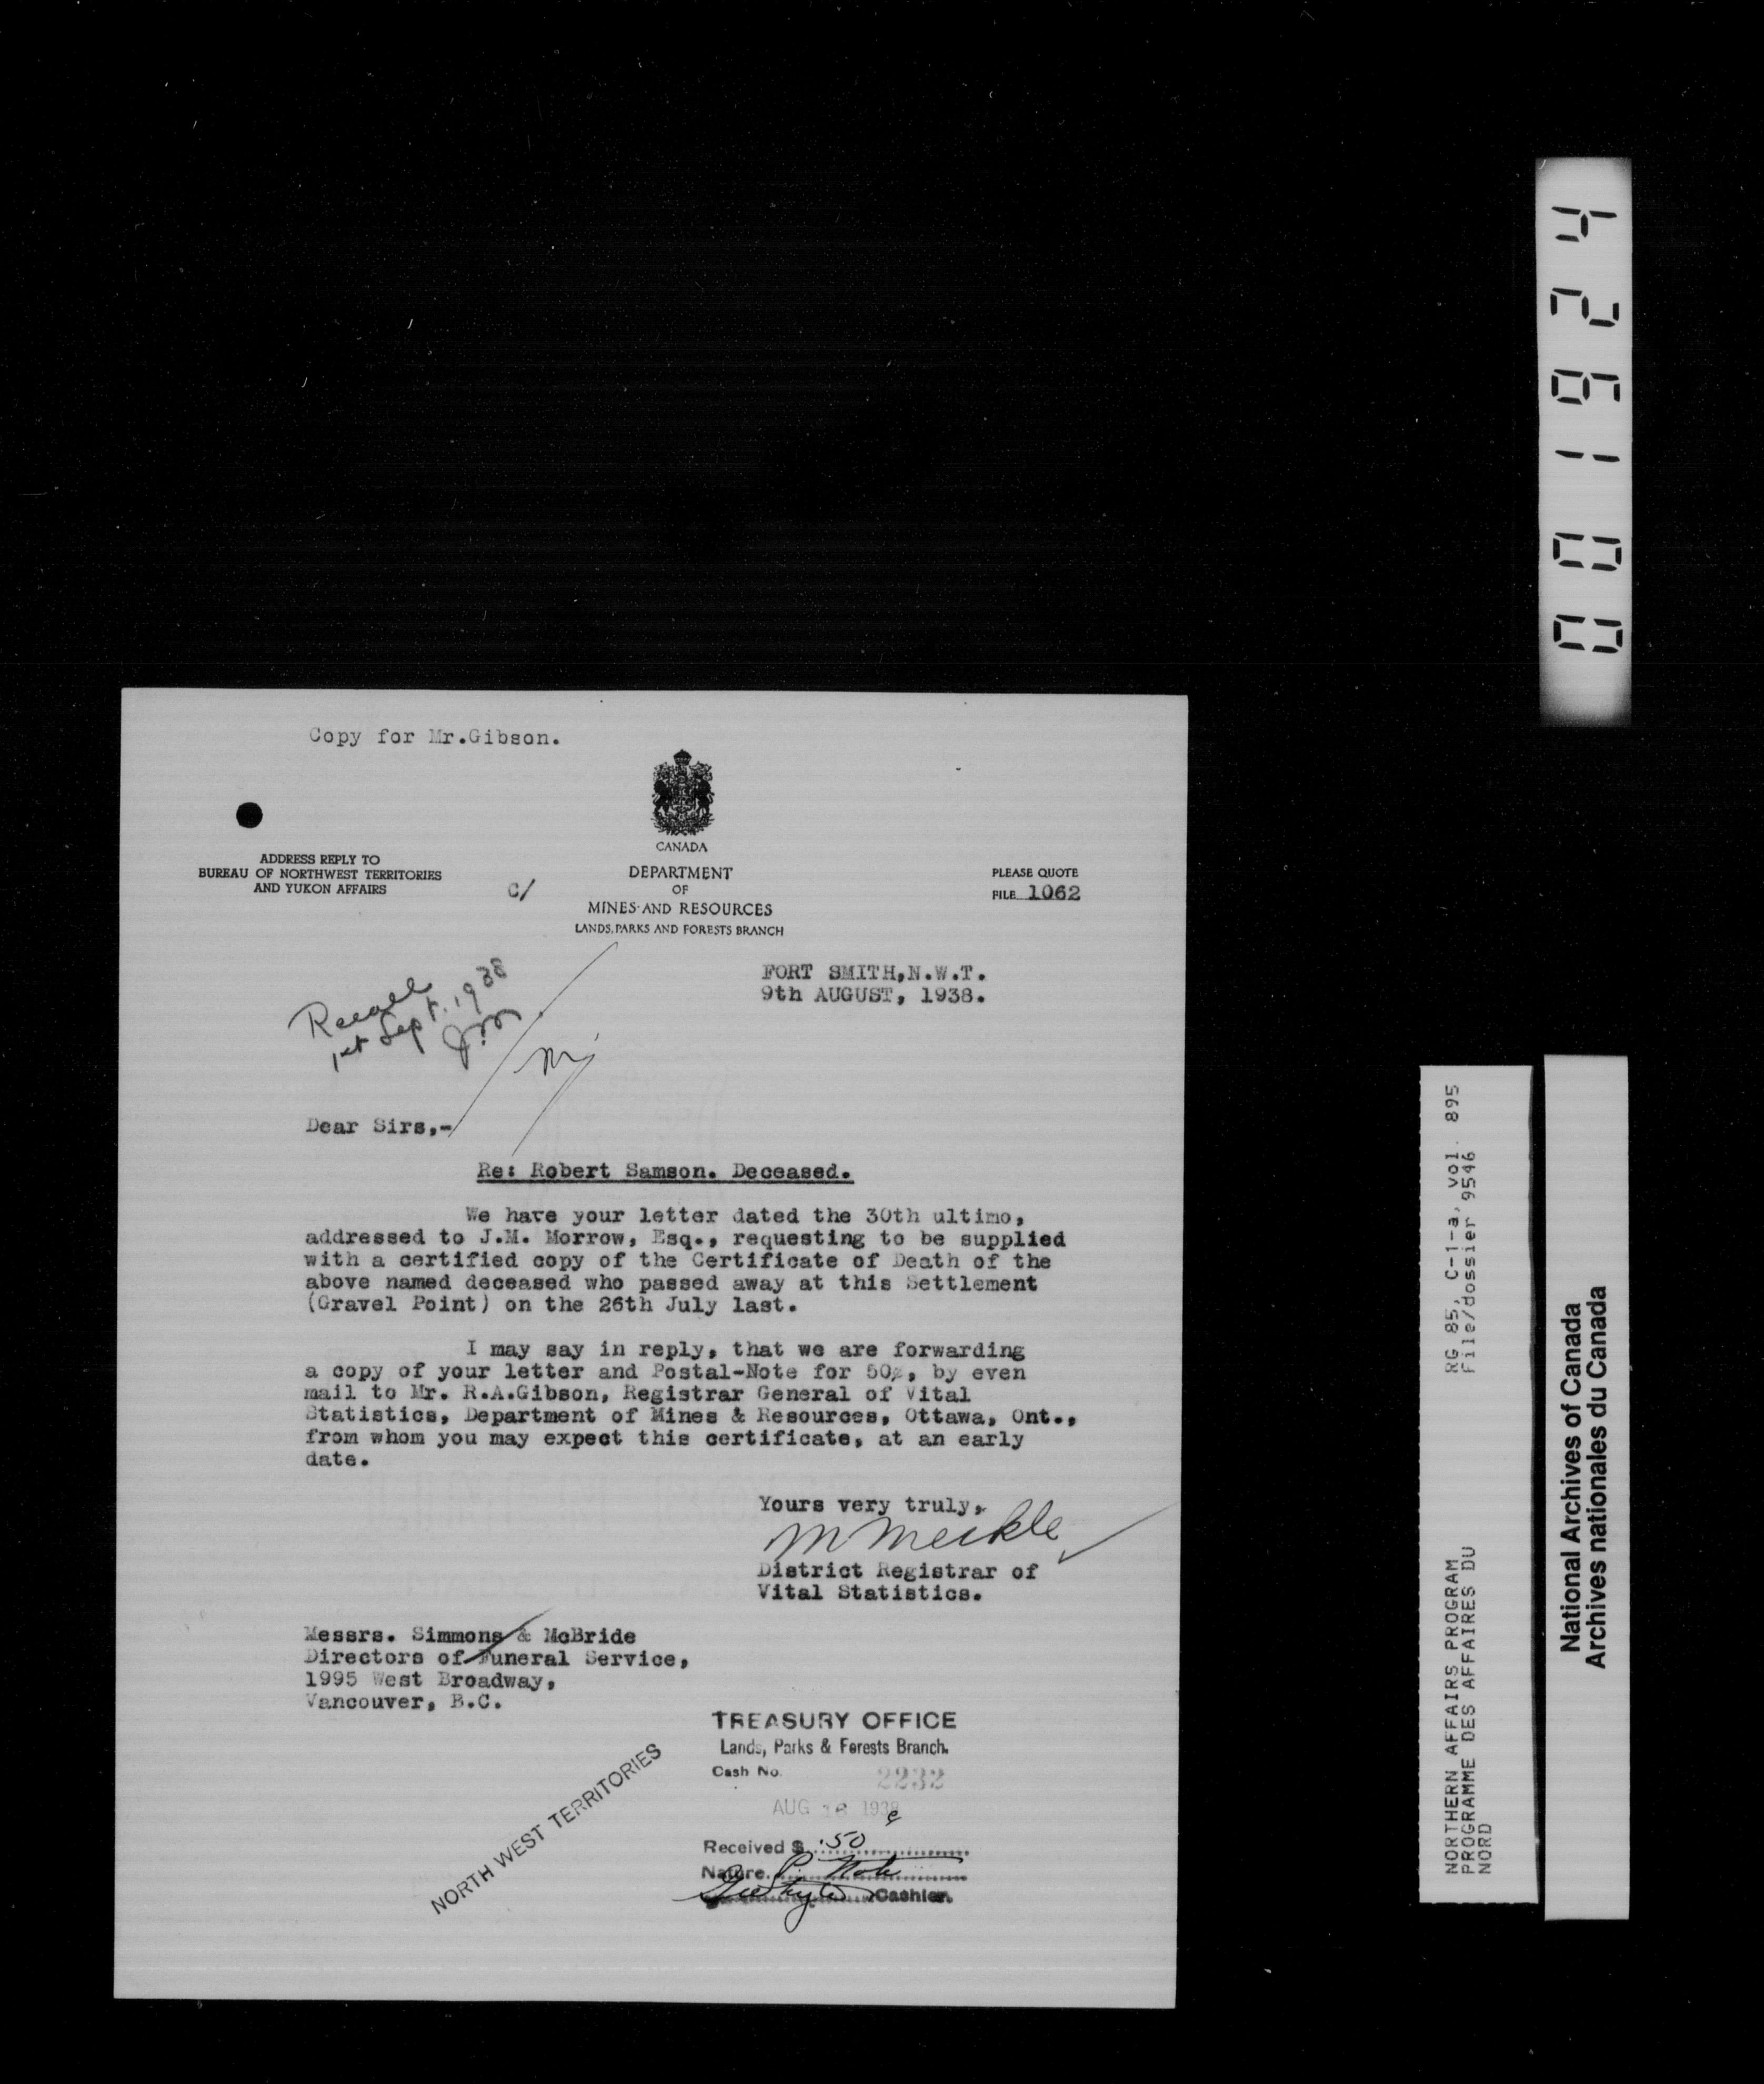 Copy for Mr.Gibson.
CANADA
ADDRESS REPLY TO
BUREAU OF NORTHWEST TERRITORIES
AND YUKON AFFAIRS
c/
DEPARTMENT
OF
MINES AND RESOURCES
LANDS, PARKS AND FORESTS BRANCH
PLEASE QUOTE
FILE 1062
FORT SMITH,N.W.T.
9th AUGUST, 1938.
Recall
1st Sept. 1938
Dear Sirs,-
Re: Robert Samson. Deceased.
We have your letter dated the 30th ultimo,
addressed to J.M. Morrow, Esq., requesting to be supplied
with a certified copy of the Certificate of Death of the
above named deceased who passed away at this Settlement
(Gravel Point) on the 26th July last.
I may say in reply, that we are forwarding
a copy of your letter and Postal-Note for 50¢, by even
mail to Mr. R.A.Gibson, Registrar General of Vital
Statistics, Department of Mines & Resources, Ottawa, Ont.,
from whom you may expect this certificate, at an early
date.
Yours very truly,
M Meikle
District Registrar of
Vital Statistics.
Messrs. Simmons & McBride
Directors of Funeral Service,
1995 West Broadway,
Vancouver, B.C.
NORTH WEST TERRITORIES
TREASURY OFFICE
Lands, Parks & Forests Branch.
Cash No. 2232
AUG 16 1938
Received $ .50
Nature P. Note
Cashier.
001924
RG 85, C-1-a, vol. 895
File/dossier 9546
NORTHERN AFFAIRS PROGRAM
PROGRAMME DES AFFAIRES DU
NORD
National Archives of Canada
Archives nationales du Canada